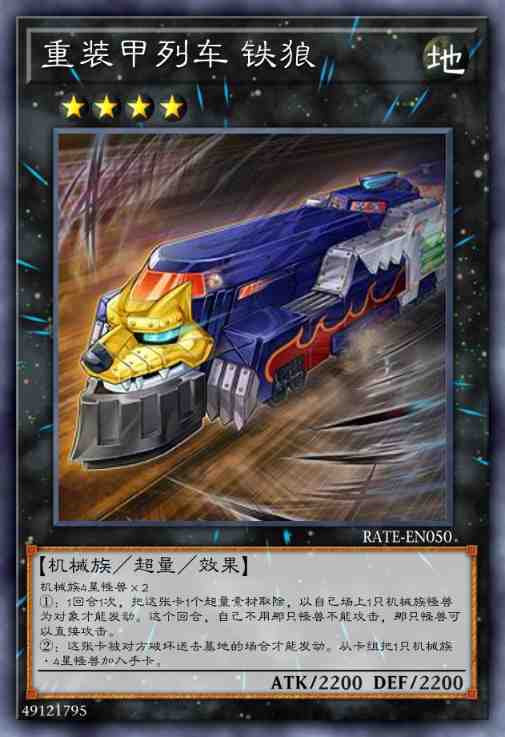 重装甲列车 铁狼
地
RATE-EN050
【机械族／超量／效果】
机械族4星怪兽×2
①：1回合1次，把这张卡1个超量素材取除，以自己场上1只机械族怪兽
为对象才能发动。这个回合，自己不用那只怪兽不能攻击，那只怪兽可
以直接攻击。
②：这张卡被对方破坏送去墓地的场合才能发动。从卡组把1只机械族
·4星怪兽加入手卡。
ATK/2200 DEF/2200
49121795